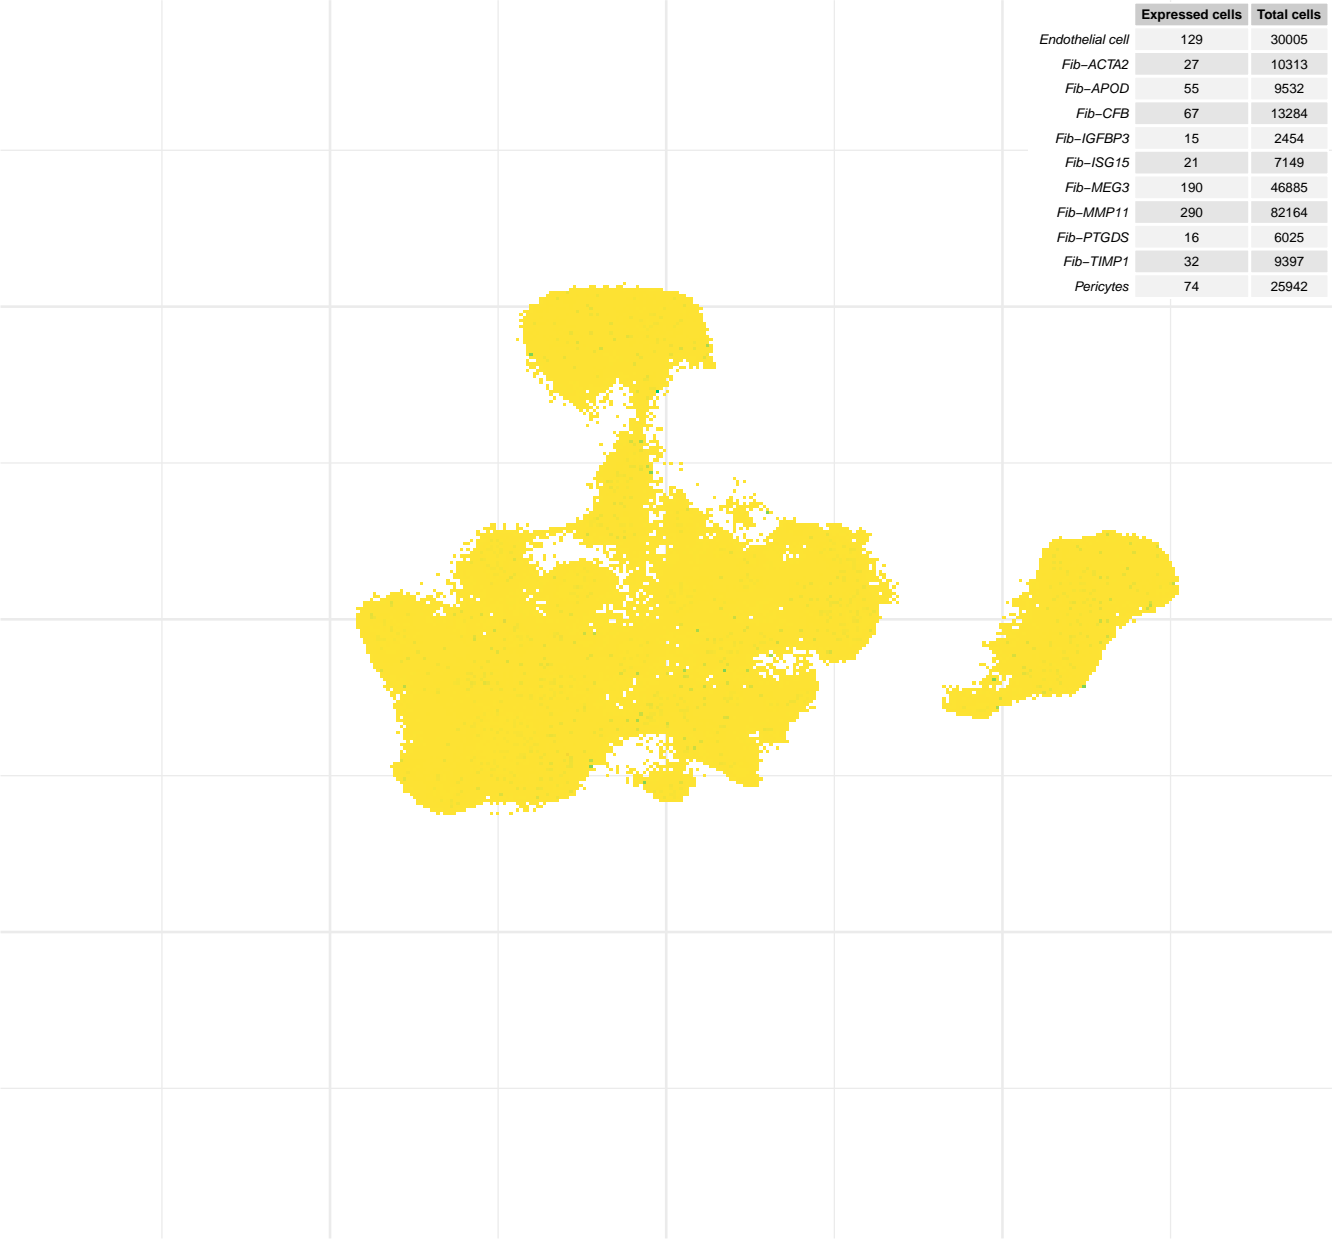 Expressed cells Total cells
Endothelial cell 129 30005
Fib−ACTA2 27 10313
Fib−APOD 55 9532
Fib−CFB 67 13284
Fib−IGFBP3 15 2454
Fib−ISG15 21 7149
Fib−MEG3 190 46885
Fib−MMP11 290 82164
Fib−PTGDS 16 6025
Fib−TIMP1 32 9397
Pericytes 74 25942